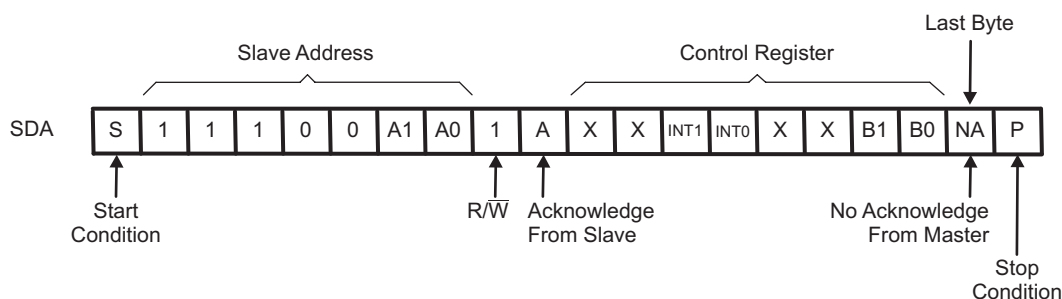 Last Byte
Slave Address
Control Register
SDA S 1 1 1 0 0 A1 A0 1 A X X INT1 INT0 X X B1 B0 NA P
Start
Condition
R/W̅
Acknowledge
From Slave
No Acknowledge
From Master
Stop
Condition